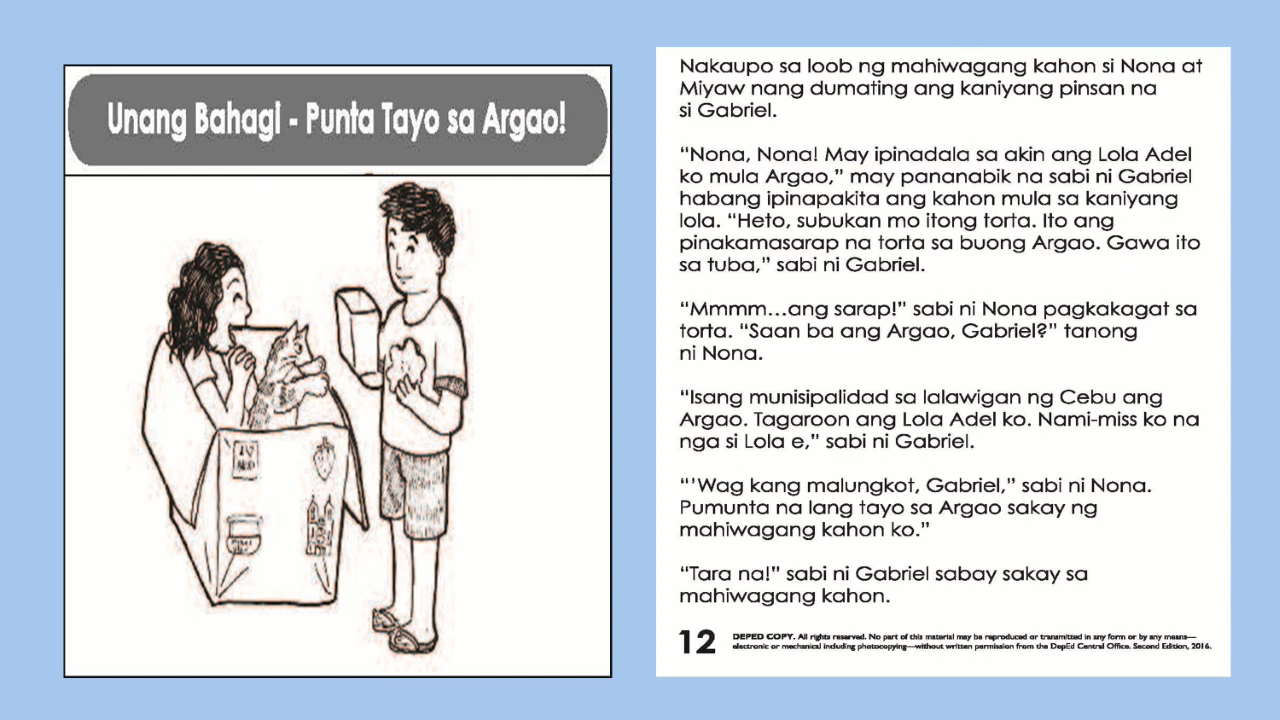 Unang Bahagi - Punta Tayo sa Argao!
Nakaupo sa loob ng mahiwagang kahon si Nona at
Miyaw nang dumating ang kaniyang pinsan na
si Gabriel.
“Nona, Nona! May ipinadala sa akin ang Lola Adel
ko mula Argao,” may pananabik na sabi ni Gabriel
habang ipinapakita ang kahon mula sa kaniyang
lola. “Heto, subukan mo itong torta. Ito ang
pinakamasarap na torta sa buong Argao. Gawa ito
sa tuba,” sabi ni Gabriel.
“Mmmm...ang sarap!” sabi ni Nona pagkakagat sa
torta. “Saan ba ang Argao, Gabriel?” tanong
ni Nona.
“Isang munisipalidad sa lalawigan ng Cebu ang
Argao. Tagaroon ang Lola Adel ko. Nami-miss ko na
nga si Lola e,” sabi ni Gabriel.
“’Wag kang malungkot, Gabriel,” sabi ni Nona.
Pumunta na lang tayo sa Argao sakay ng
mahiwagang kahon ko.”
“Tara na!” sabi ni Gabriel sabay sakay sa
mahiwagang kahon.
12
DEPED COPY. All rights reserved. No part of this material may be reproduced or transmitted in any form or by any means—
electronic or mechanical including photocopying—without written permission from the DepEd Central Office. Second Edition, 2016.